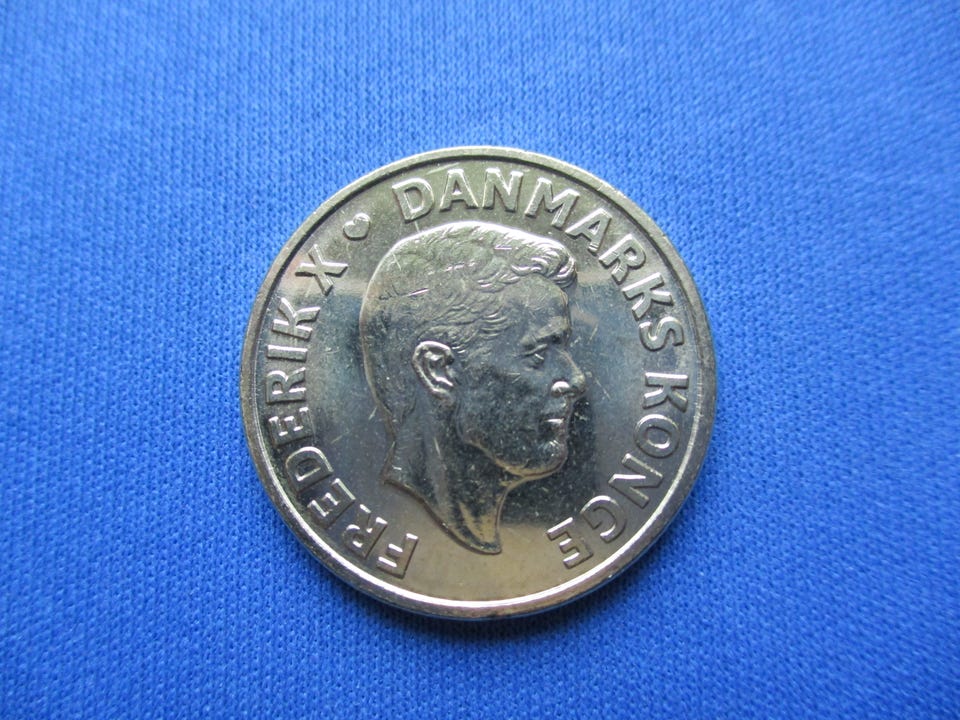 FREDERIK X ♥ DANMARKS KONGE